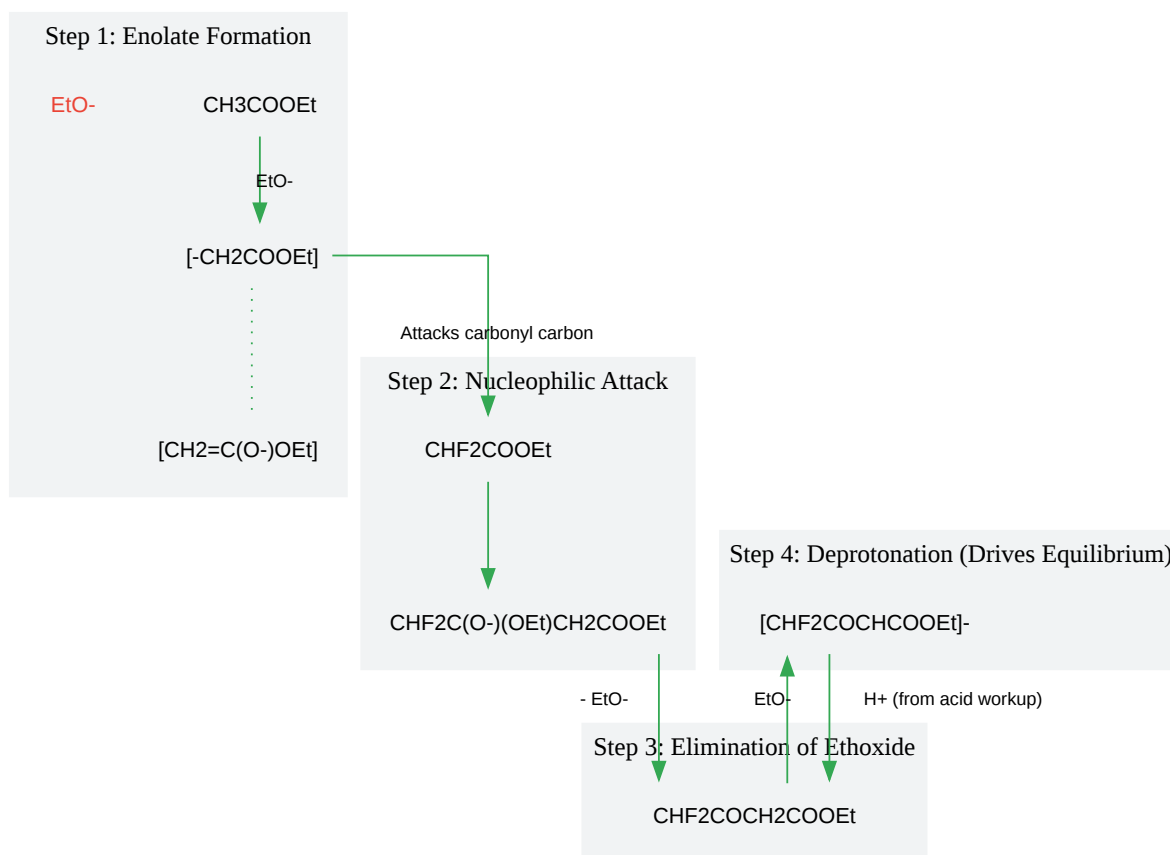 Step 1: Enolate Formation
EtO-
CH3COOEt
EtO-
[-CH2COOEt]
[CH2=C(O-)OEt]
Attacks carbonyl carbon
Step 2: Nucleophilic Attack
CHF2COOEt
CHF2C(O-)(OEt)CH2COOEt
Step 4: Deprotonation (Drives Equilibrium)
[CHF2COCHCOOEt]-
- EtO-
EtO-
H+ (from acid workup)
Step 3: Elimination of Ethoxide
CHF2COCH2COOEt